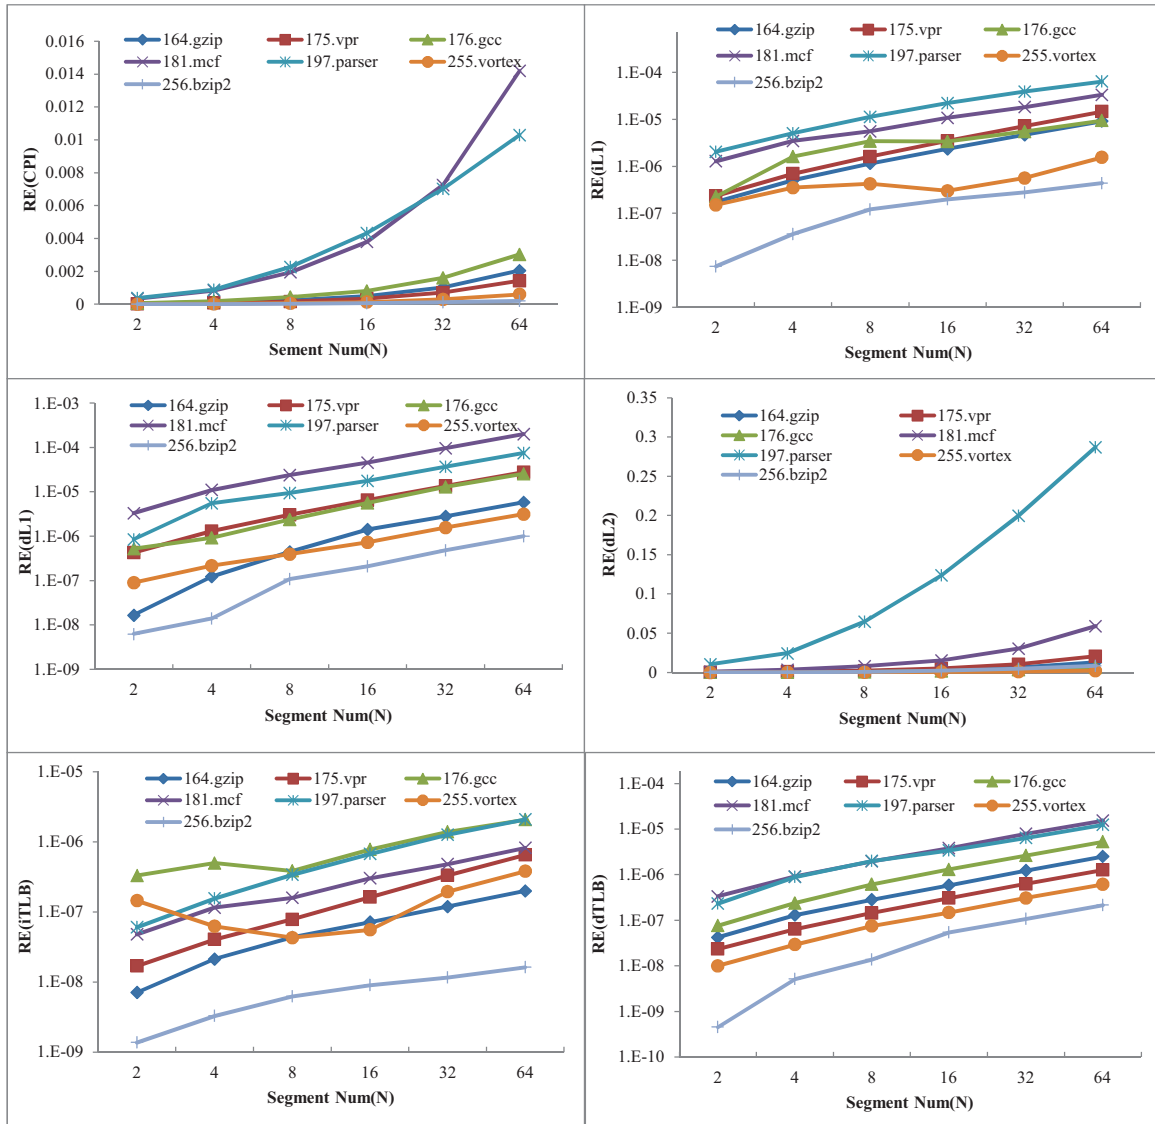 0.016
0.014
0.012
0.01
0.008
0.006
0.004
0.002
0
RE(CPI)
164.gzip 175.vpr 176.gcc
181.mcf 197.parser 255.vortex
256.bzip2
2 4 8 16 32 64
Sement Num(N)
1.E-04
1.E-05
1.E-06
1.E-07
1.E-08
1.E-09
RE(iL1)
164.gzip 175.vpr 176.gcc
181.mcf 197.parser 255.vortex
256.bzip2
2 4 8 16 32 64
Segment Num(N)
1.E-03
1.E-04
1.E-05
1.E-06
1.E-07
1.E-08
1.E-09
RE(dL1)
164.gzip 175.vpr 176.gcc
181.mcf 197.parser 255.vortex
256.bzip2
2 4 8 16 32 64
Segment Num(N)
0.35
0.3
0.25
0.2
0.15
0.1
0.05
0
RE(dL2)
164.gzip 175.vpr
176.gcc 181.mcf
197.parser 255.vortex
256.bzip2
2 4 8 16 32 64
Segment Num(N)
1.E-05
1.E-06
1.E-07
1.E-08
1.E-09
RE(iTLB)
164.gzip 175.vpr 176.gcc
181.mcf 197.parser 255.vortex
256.bzip2
2 4 8 16 32 64
Segment Num(N)
1.E-04
1.E-05
1.E-06
1.E-07
1.E-08
1.E-09
1.E-10
RE(dTLB)
164.gzip 175.vpr 176.gcc
181.mcf 197.parser 255.vortex
256.bzip2
2 4 8 16 32 64
Segment Num(N)